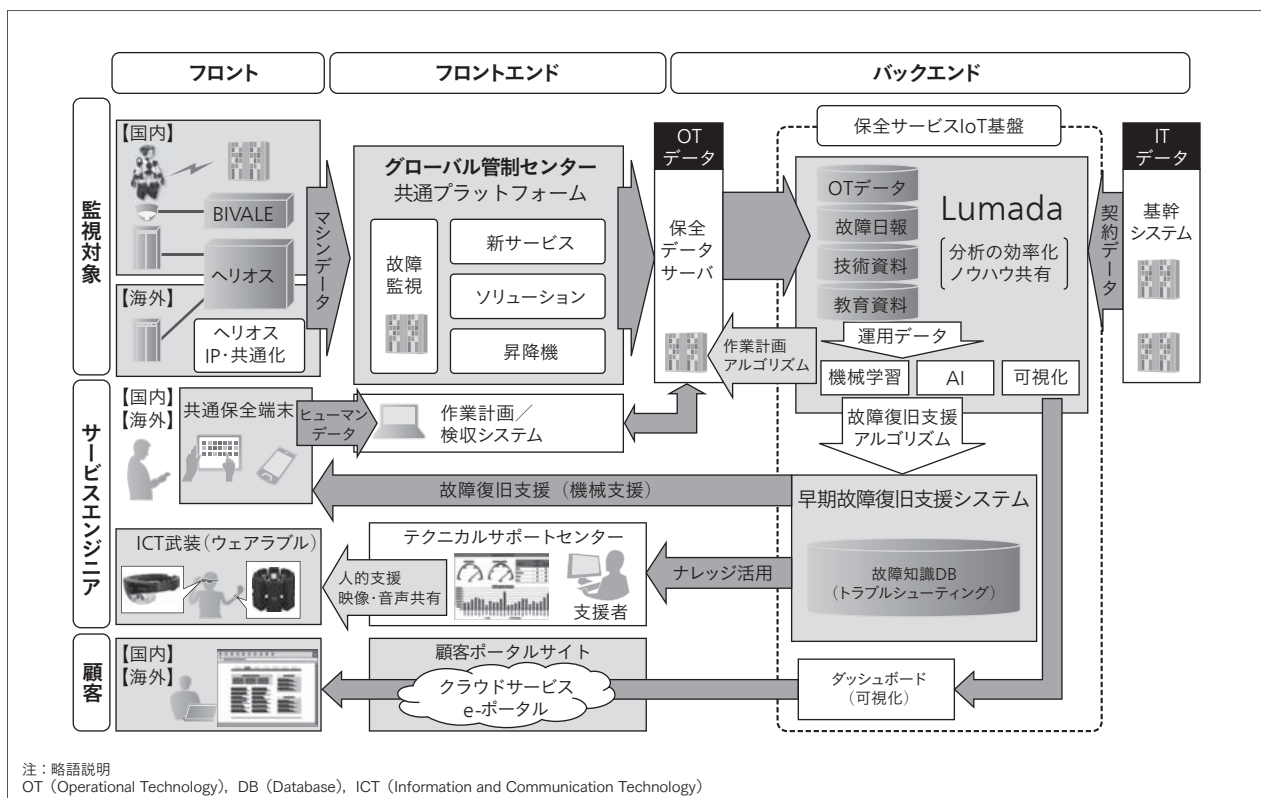 フロント
フロントエンド
バックエンド
監視対象
【国内】
BIVALE
ヘリオス
【海外】
ヘリオス
IP・共通化
マシンデータ
グローバル管制センター
共通プラットフォーム
故障
監視
新サービス
ソリューション
昇降機
OT
データ
保全
データ
サーバ
保全サービスIoT基盤
OTデータ
故障日報
技術資料
教育資料
Lumada
分析の効率化
ノウハウ共有
契約データ
IT
データ
基幹
システム
運用データ
作業計画
アルゴリズム
機械学習
AI
可視化
サービスエンジニア
【国内】
【海外】
共通保全端末
ヒューマン
データ
作業計画／
検収システム
故障復旧支援
アルゴリズム
故障復旧支援（機械支援）
早期故障復旧支援システム
故障知識DB
（トラブルシューティング）
ICT武装（ウェアラブル）
人的支援
映像・音声共有
テクニカルサポートセンター
支援者
ナレッジ活用
顧客
【国内】
【海外】
顧客ポータルサイト
クラウドサービス
e-ポータル
ダッシュボード
（可視化）
注：略語説明
OT（Operational Technology），DB（Database），ICT（Information and Communication Technology）